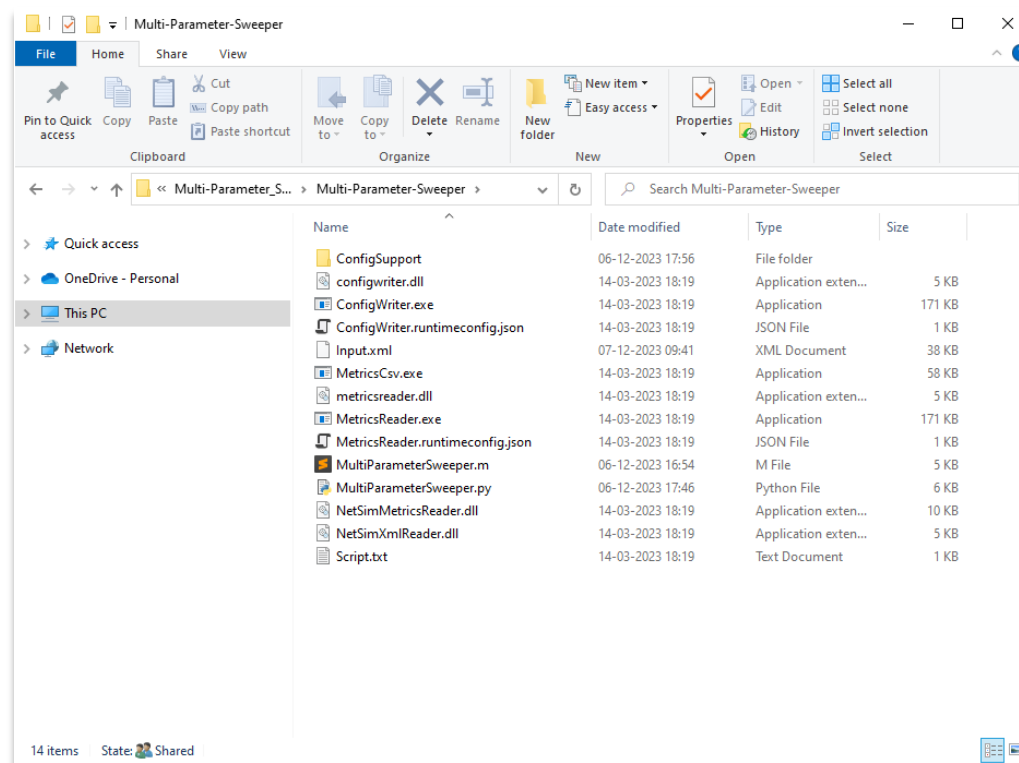 Multi-Parameter-Sweeper
File Home Share View
Pin to Quick access
Copy
Paste
Cut
Copy path
Paste shortcut
Clipboard
Move to
Copy to
Delete
Rename
Organize
New folder
New item
Easy access
New
Properties
Open
Edit
History
Open
Select all
Select none
Invert selection
Select
« Multi-Parameter_S... › Multi-Parameter-Sweeper ›
Search Multi-Parameter-Sweeper
Quick access
OneDrive - Personal
This PC
Network
Name Date modified Type Size
ConfigSupport 06-12-2023 17:56 File folder
configwriter.dll 14-03-2023 18:19 Application exten... 5 KB
ConfigWriter.exe 14-03-2023 18:19 Application 171 KB
ConfigWriter.runtimeconfig.json 14-03-2023 18:19 JSON File 1 KB
Input.xml 07-12-2023 09:41 XML Document 38 KB
MetricsCsv.exe 14-03-2023 18:19 Application 58 KB
metricsreader.dll 14-03-2023 18:19 Application exten... 5 KB
MetricsReader.exe 14-03-2023 18:19 Application 171 KB
MetricsReader.runtimeconfig.json 14-03-2023 18:19 JSON File 1 KB
MultiParameterSweeper.m 06-12-2023 16:54 M File 5 KB
MultiParameterSweeper.py 06-12-2023 17:46 Python File 6 KB
NetSimMetricsReader.dll 14-03-2023 18:19 Application exten... 10 KB
NetSimXmlReader.dll 14-03-2023 18:19 Application exten... 5 KB
Script.txt 14-03-2023 18:19 Text Document 1 KB
14 items State: Shared